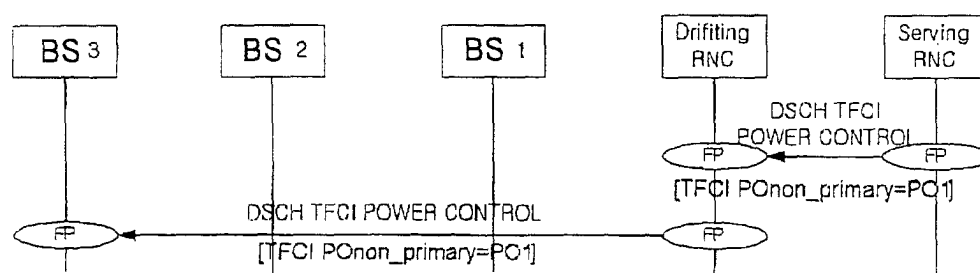 BS 3
BS 2
BS 1
Drifiting
RNC
Serving
RNC
DSCH TFCI
POWER CONTROL
FP
FP
[TFCI POnon_primary=PO1]
DSCH TFCI POWER CONTROL
FP
FP
[TFCI POnon_primary=PO1]